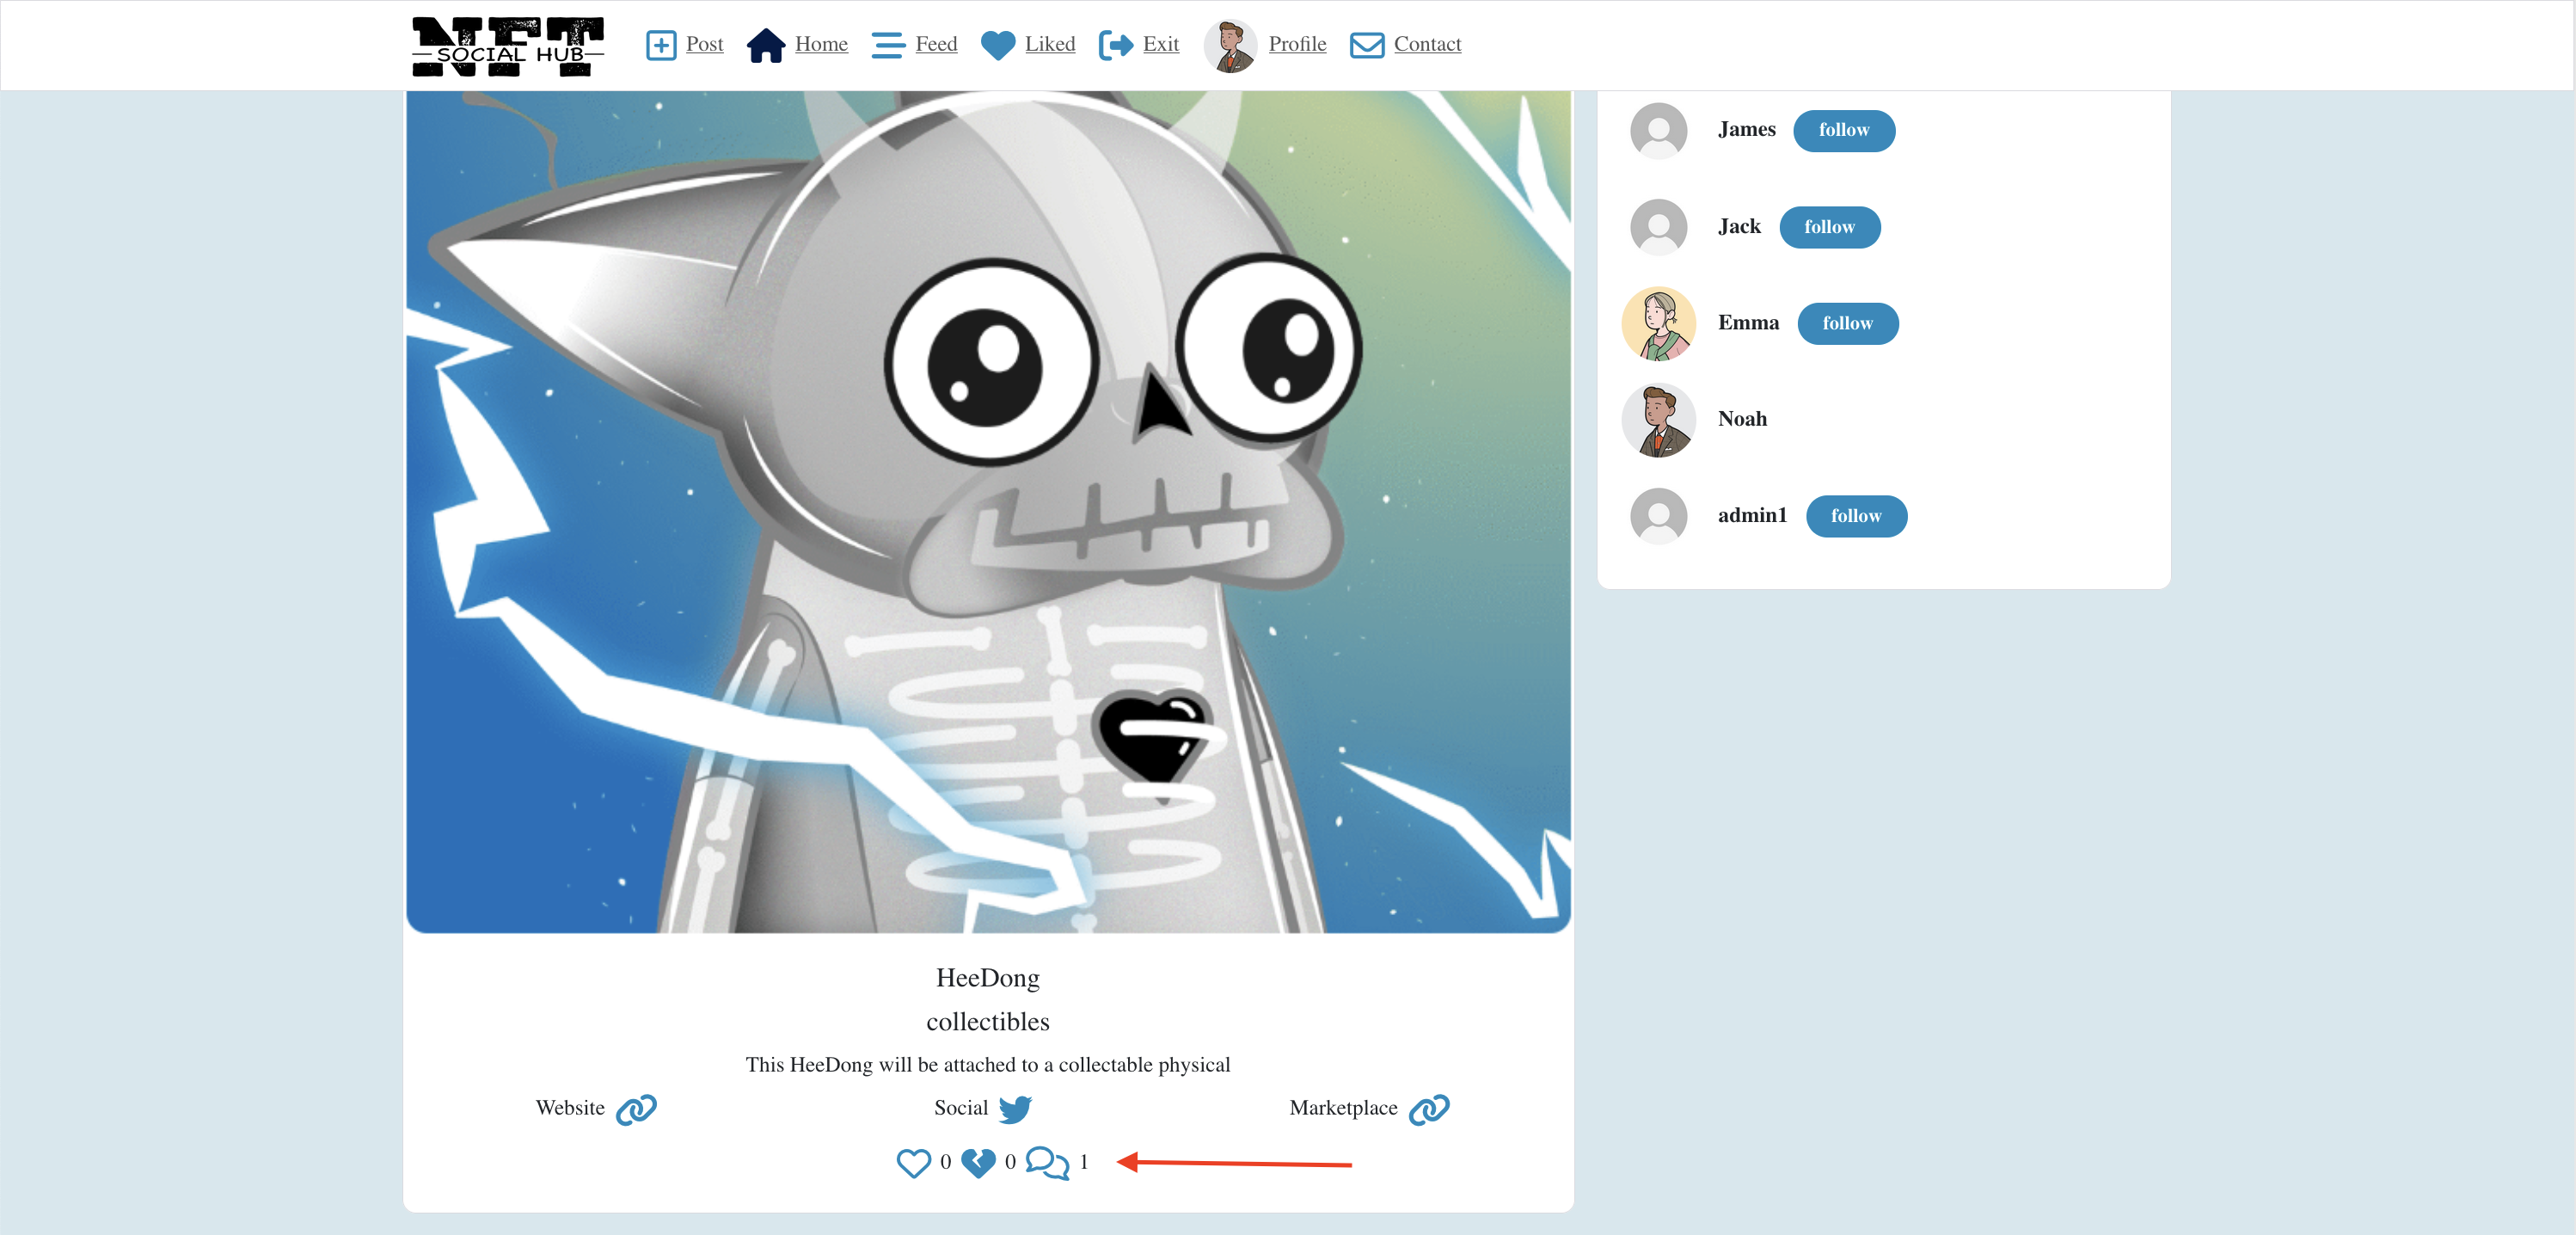 NFT
SOCIAL HUB
Post Home Feed Liked Exit Profile Contact
James follow
Jack follow
Emma follow
Noah
admin1 follow
HeeDong
collectibles
This HeeDong will be attached to a collectable physical
Website Social Marketplace
0 0 1